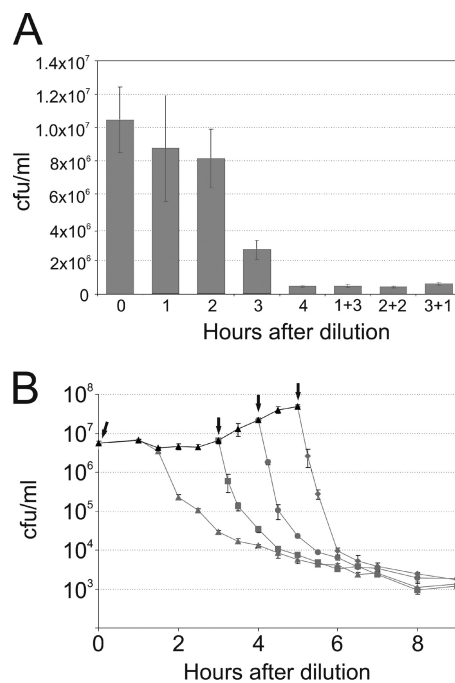 A
1.4x10⁷
1.2x10⁷
1.0x10⁷
8x10⁶
6x10⁶
4x10⁶
2x10⁶
0
cfu/ml
0 1 2 3 4 1+3 2+2 3+1
Hours after dilution
B
10⁸
10⁷
10⁶
10⁵
10⁴
10³
cfu/ml
0 2 4 6 8
Hours after dilution